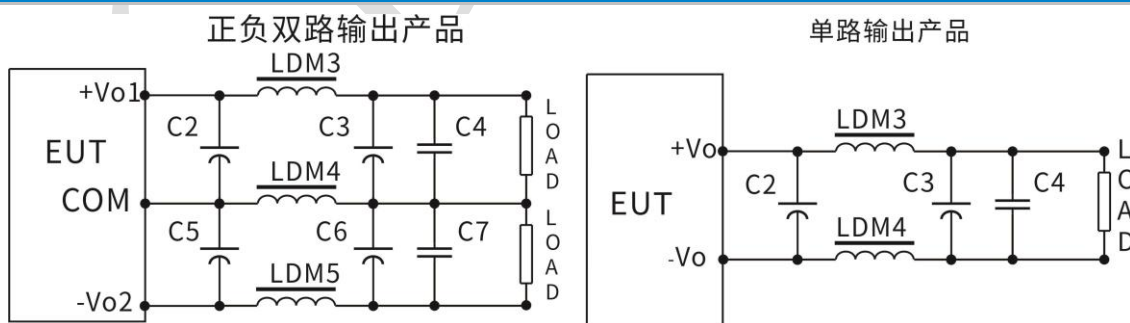 正负双路输出产品
LDM3
+Vo1
C2
C3
C4
LOAD
EUT
LDM4
COM
C5
C6
C7
LOAD
LDM5
-Vo2
单路输出产品
LDM3
+Vo
C2
C3
C4
LOAD
EUT
LDM4
-Vo